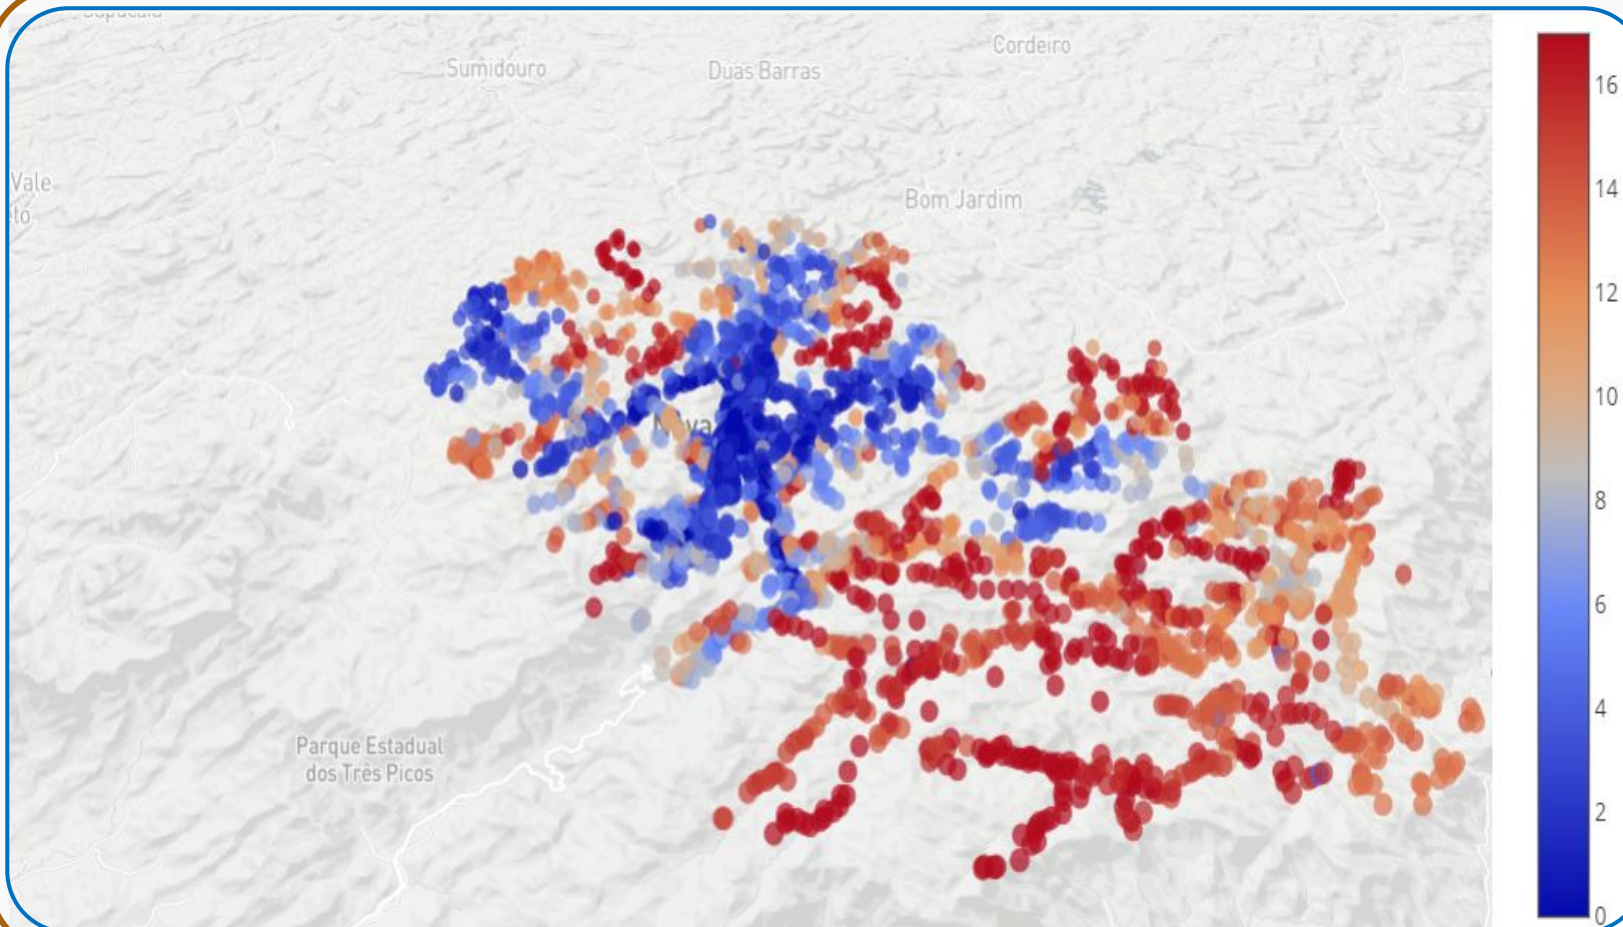 Cordeiro
Sumidouro
Duas Barras
Vale
Bom Jardim
Parque Estadual
dos Três Picos
16
14
12
10
8
6
4
2
0